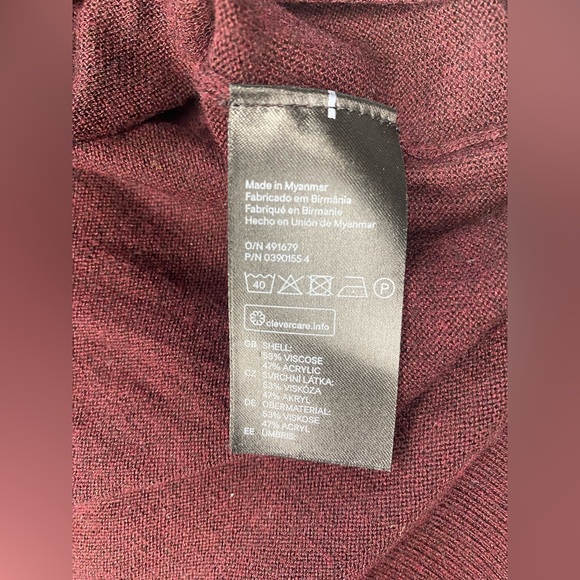 Made in Myanmar
Fabricado em Birmânia
Fabriqué en Birmanie
Hecho en Unión de Myanmar
O/N 491679
P/N 0390155-4
40 P
clevercare.info
GB SHELL:
53% VISCOSE
47% ACRYLIC
CZ SVRCHNI LÁTKA:
53% VISKÓZA
47% AKRYL
DE OBERMATERIAL:
53% VISKOSE
47% ACRYL
EE ÜMBRIS: